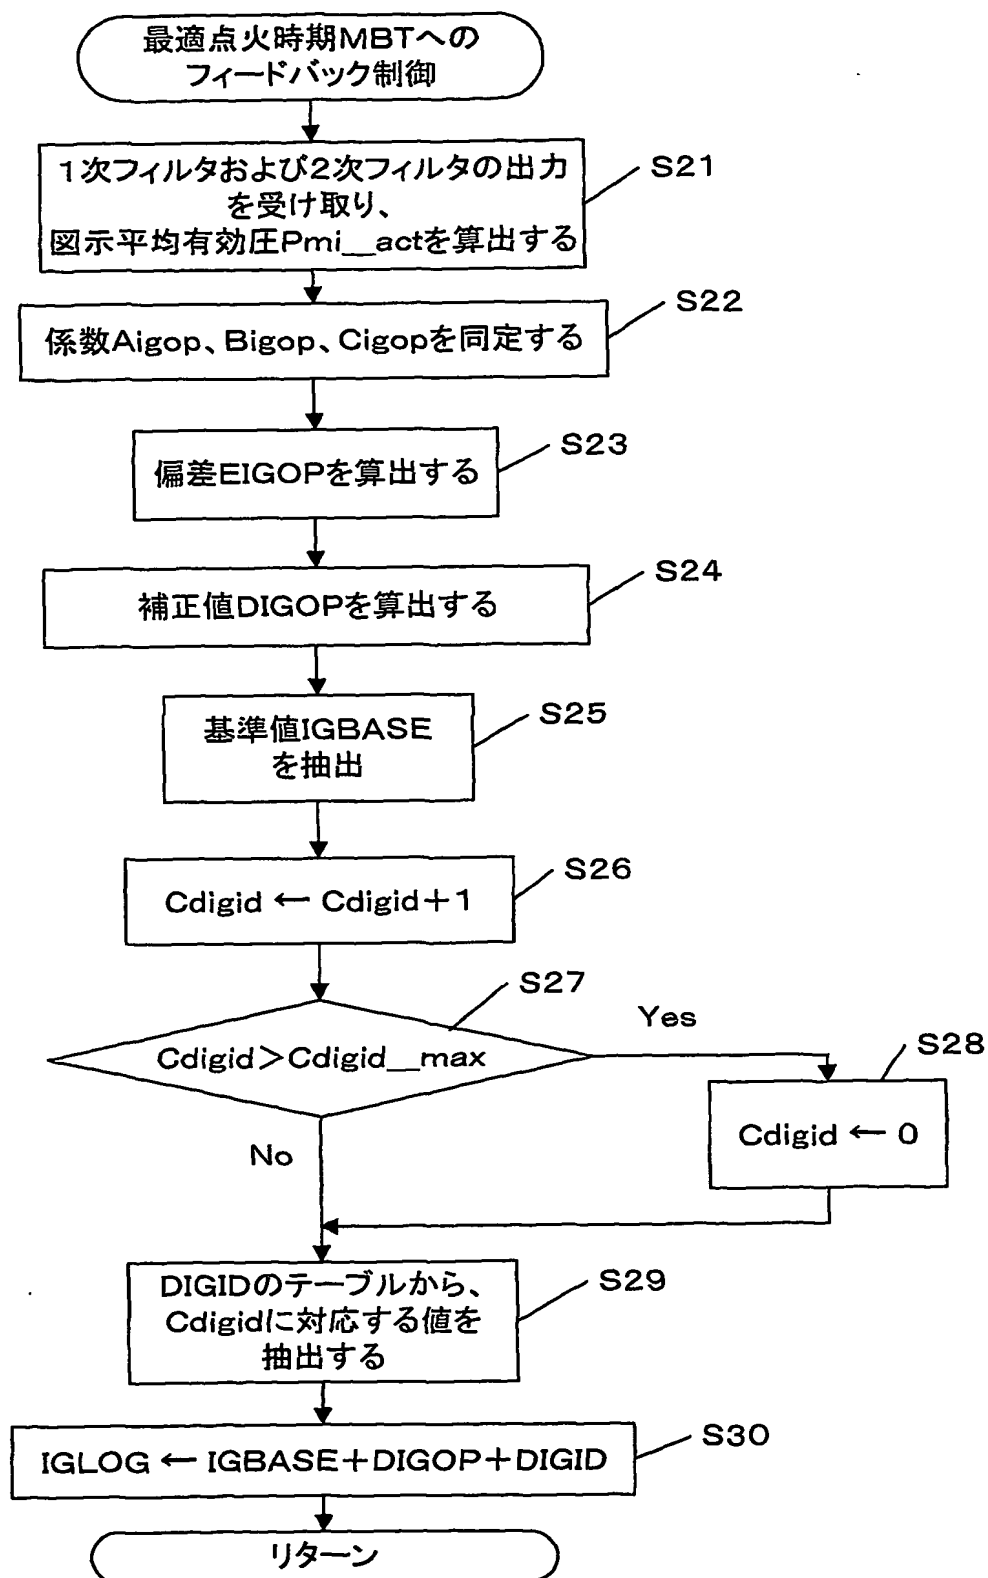 最適点火時期MBTへの
フィードバック制御
1次フィルタおよび2次フィルタの出力
を受け取り、
図示平均有効圧Pmi__actを算出する
S21
係数Aigop、Bigop、Cigopを同定する
S22
偏差EIGOPを算出する
S23
補正値DIGOPを算出する
S24
基準値IGBASE
を抽出
S25
Cdigid ← Cdigid＋1
S26
Cdigid＞Cdigid__max
S27
Yes
No
Cdigid ← 0
S28
DIGIDのテーブルから、
Cdigidに対応する値を
抽出する
S29
IGLOG ← IGBASE＋DIGOP＋DIGID
S30
リターン